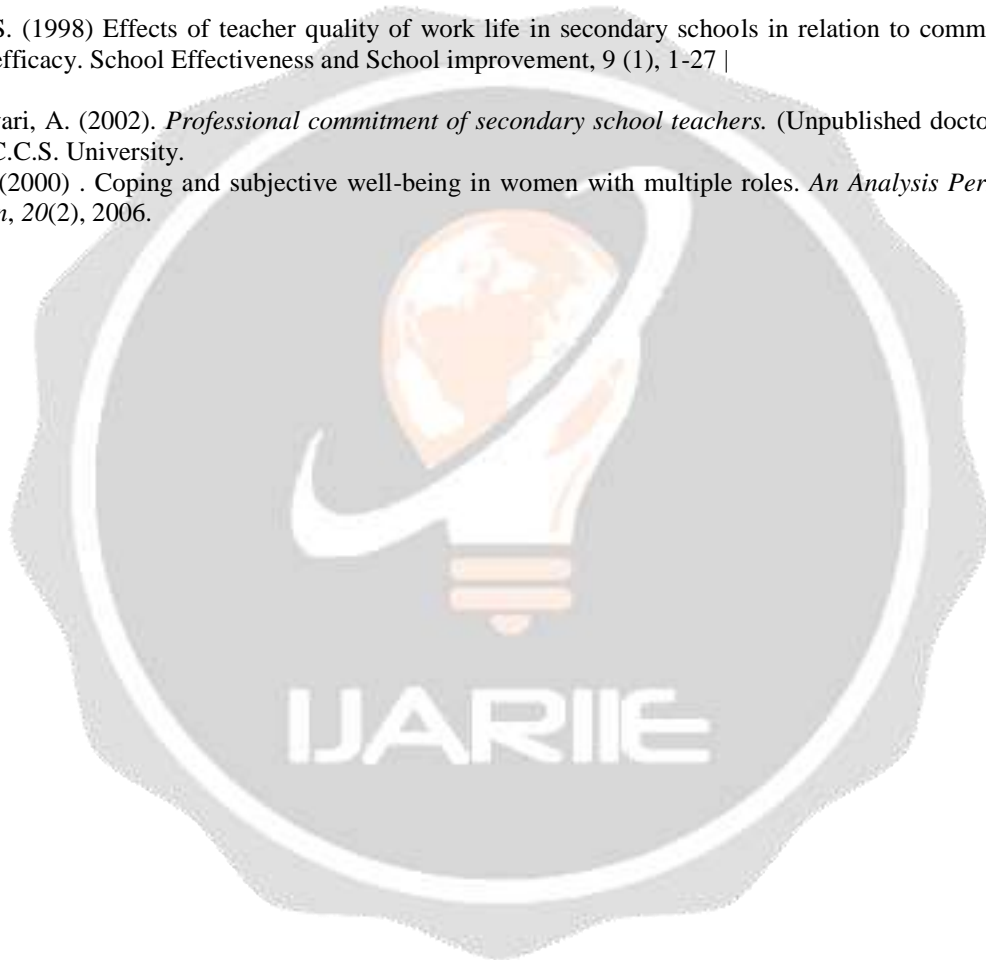 S. (1998) Effects of teacher quality of work life in secondary schools in relation to comm
efficacy. School Effectiveness and School improvement, 9 (1), 1-27 |
vari, A. (2002). Professional commitment of secondary school teachers. (Unpublished docto
C.C.S. University.
(2000) . Coping and subjective well-being in women with multiple roles. An Analysis Per
n, 20(2), 2006.
IJARIIE